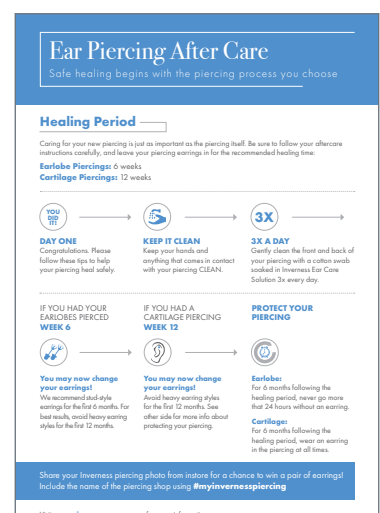 Ear Piercing After Care
Safe healing begins with the piercing process you choose
Healing Period
Caring for your new piercing is just as important as the piercing itself. Be sure to follow your aftercare
instructions carefully, and leave your piercing earrings in for the recommended healing time:
Earlobe Piercings: 6 weeks
Cartilage Piercings: 12 weeks
YOU
DID
IT!
DAY ONE
Congratulations. Please
follow these tips to help
your piercing heal safely.
KEEP IT CLEAN
Keep your hands and
anything that comes in contact
with your piercing CLEAN.
3X
3X A DAY
Gently clean the front and back of
your piercing with a cotton swab
soaked in Inverness Ear Care
Solution 3x every day.
IF YOU HAD YOUR
EARLOBES PIERCED
WEEK 6
You may now change
your earrings!
We recommend stud-style
earrings for the first 6 months. For
best results, avoid heavy earring
styles for the first 12 months.
IF YOU HAD A
CARTILAGE PIERCING
WEEK 12
You may now change
your earrings!
Avoid heavy earring styles
for the first 12 months. See
other side for more info about
protecting your piercing.
PROTECT YOUR
PIERCING
Earlobe:
For 6 months following the
healing period, never go more
that 24 hours without an earring.
Cartilage:
For 6 months following the
healing period, wear an earring
in the piercing at all times.
Share your Inverness piercing photo from instore for a chance to win a pair of earrings!
Include the name of the piercing shop using #myinvernesspiercing